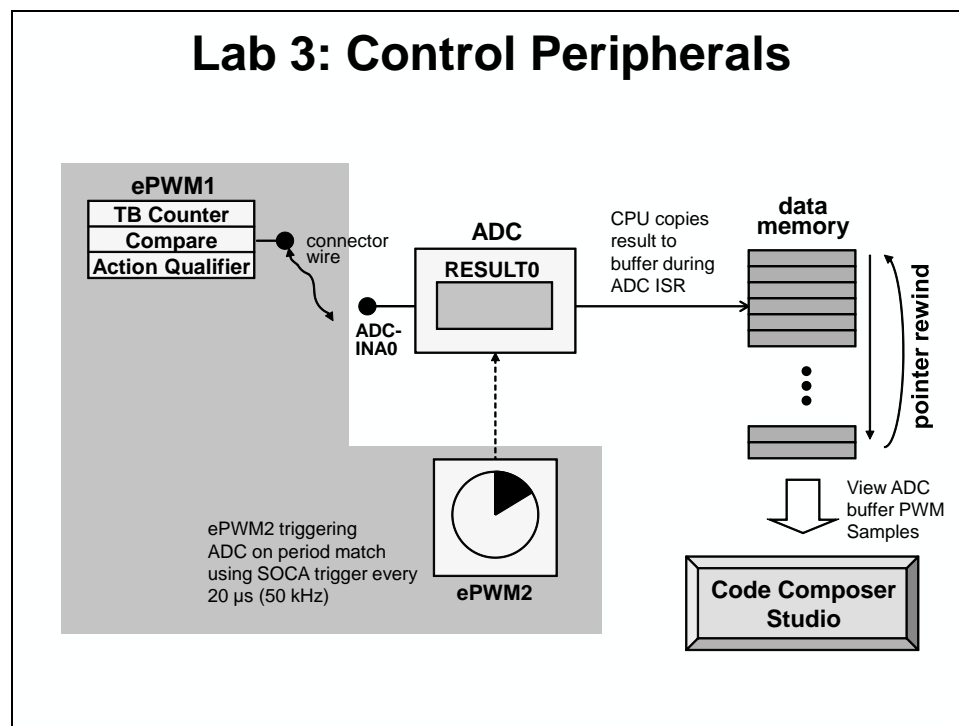 Lab 3: Control Peripherals
ePWM1
TB Counter
Compare
Action Qualifier
connector
wire
ADC-
INA0
ADC
RESULT0
CPU copies
result to
buffer during
ADC ISR
data
memory
pointer rewind
ePWM2 triggering
ADC on period match
using SOCA trigger every
20 µs (50 kHz)
ePWM2
View ADC
buffer PWM
Samples
Code Composer
Studio